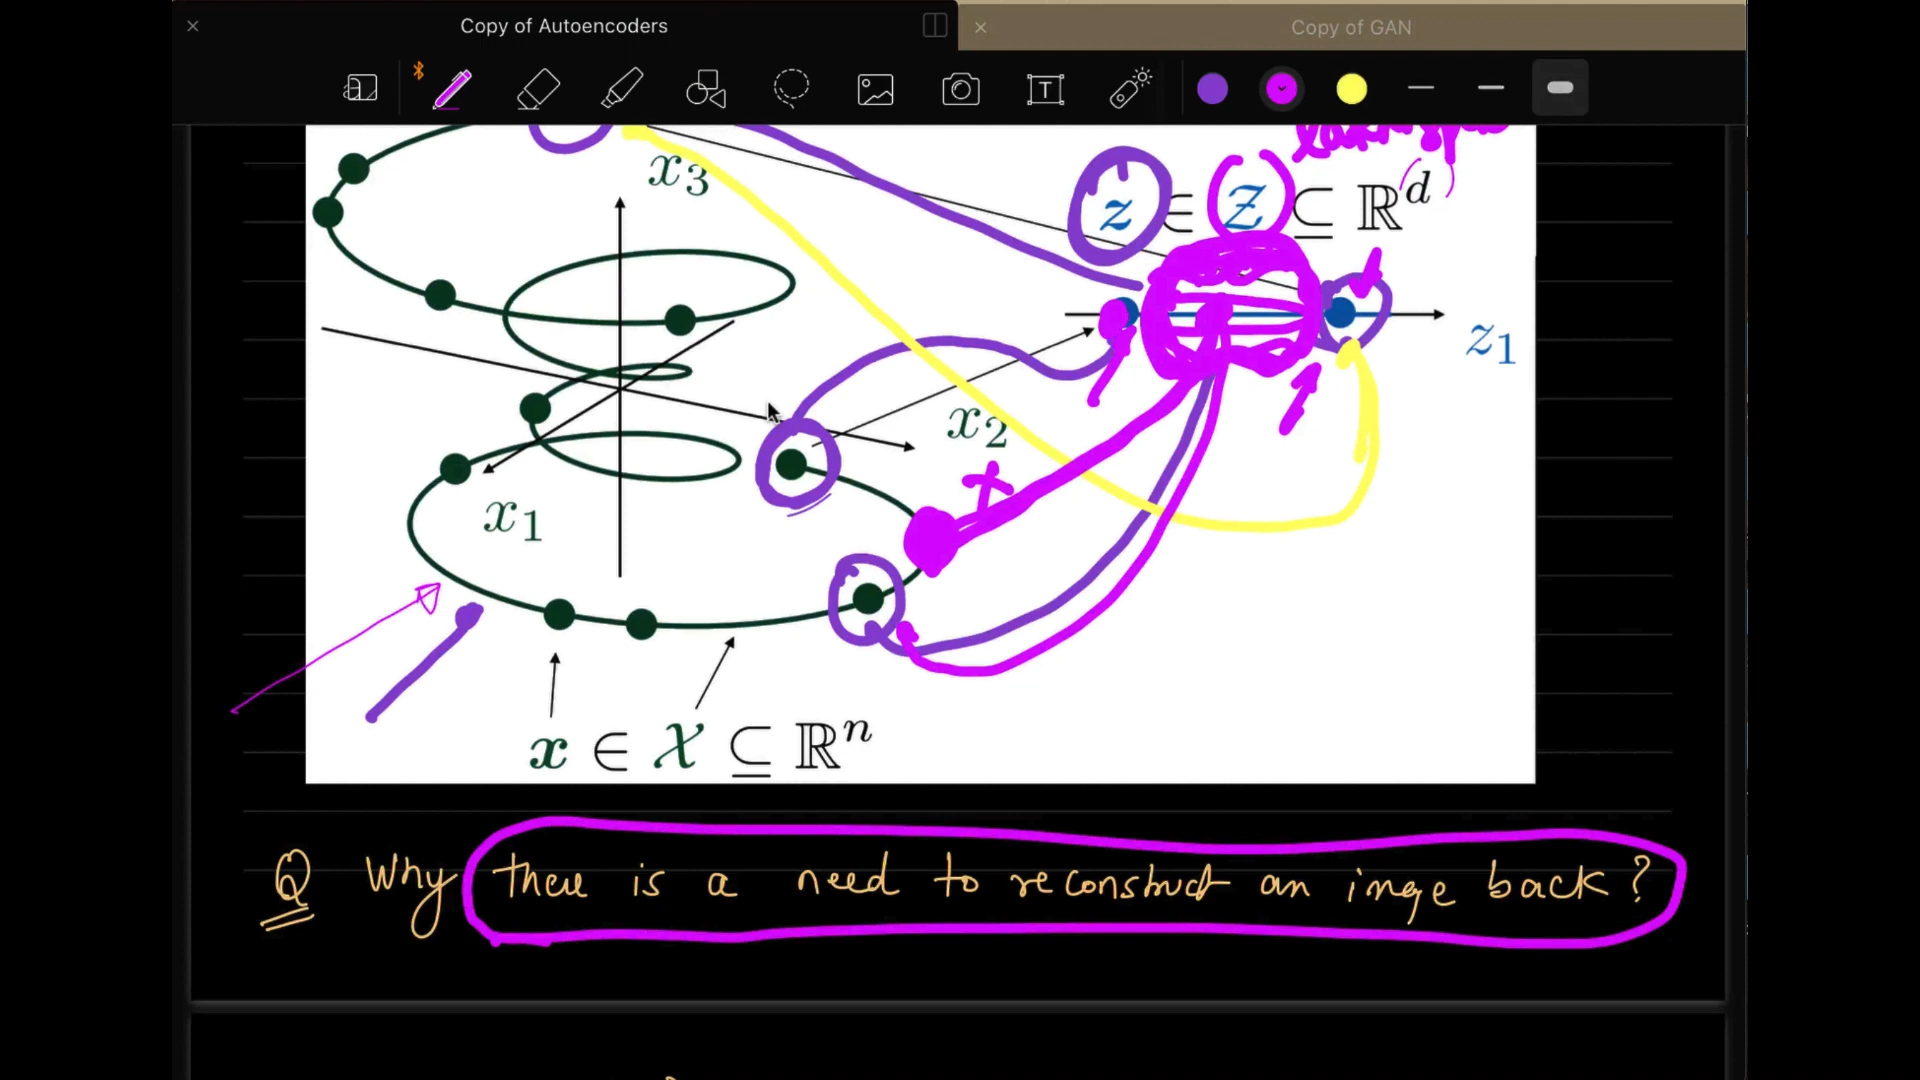 Copy of Autoencoders
Copy of GAN
T
x₃
z ∈ 𝒵 ⊆ ℝᵈ
z₁
x₂
x₁
x ∈ 𝒳 ⊆ ℝⁿ
Q Why there is a need to reconstruct an image back?